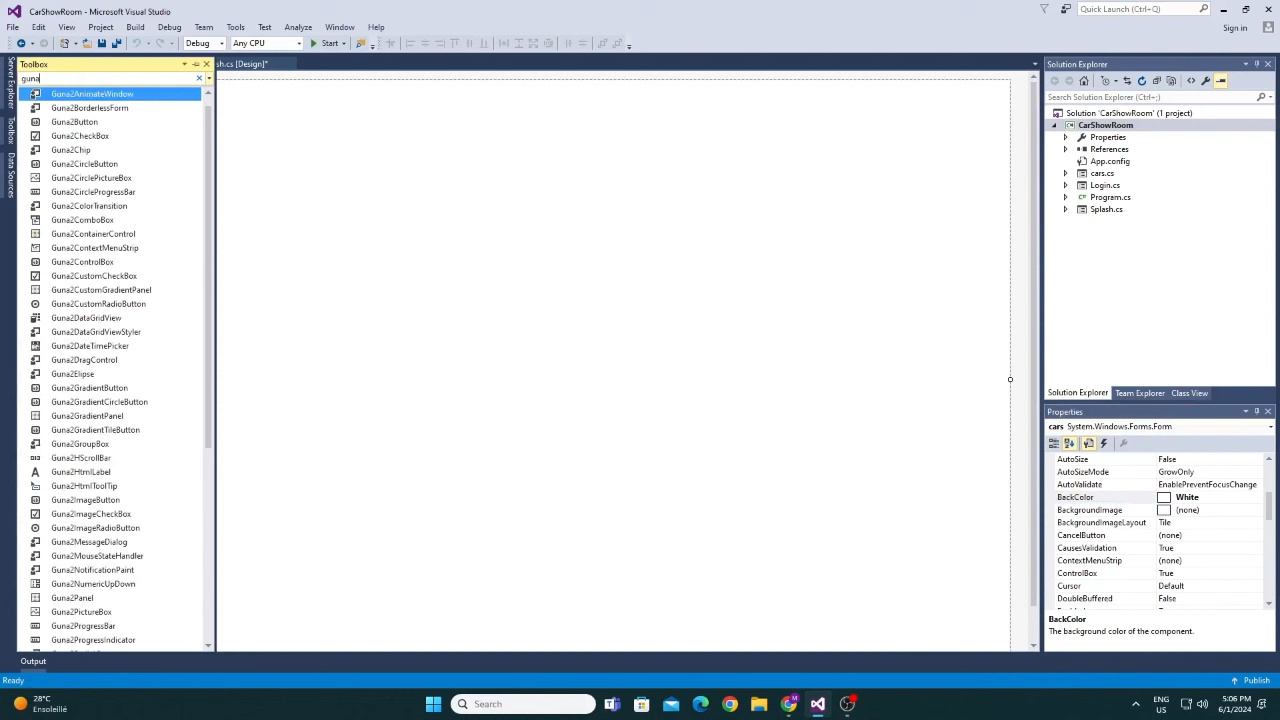 CarShowRoom - Microsoft Visual Studio
Quick Launch (Ctrl+;)
File Edit View Project Build Debug Team Tools Test Analyze Window Help
Sign in
Debug Any CPU Start
Server Explorer
Toolbox
Data Sources
Toolbox
guna
Guna2AnimateWindow
Guna2BorderlessForm
Guna2Button
Guna2CheckBox
Guna2Chip
Guna2CircleButton
Guna2CirclePictureBox
Guna2CircleProgressBar
Guna2ColorTransition
Guna2ComboBox
Guna2ContainerControl
Guna2ContextMenuStrip
Guna2ControlBox
Guna2CustomCheckBox
Guna2CustomGradientPanel
Guna2CustomRadioButton
Guna2DataGridView
Guna2DataGridViewStyler
Guna2DateTimePicker
Guna2DragControl
Guna2Elipse
Guna2GradientButton
Guna2GradientCircleButton
Guna2GradientPanel
Guna2GradientTileButton
Guna2GroupBox
Guna2HScrollBar
Guna2HtmlLabel
Guna2HtmlToolTip
Guna2ImageButton
Guna2ImageCheckBox
Guna2ImageRadioButton
Guna2MessageDialog
Guna2MouseStateHandler
Guna2NotificationPaint
Guna2NumericUpDown
Guna2Panel
Guna2PictureBox
Guna2ProgressBar
Guna2ProgressIndicator
sh.cs [Design]*
Solution Explorer
Search Solution Explorer (Ctrl+;)
Solution 'CarShowRoom' (1 project)
CarShowRoom
Properties
References
App.config
cars.cs
Login.cs
Program.cs
Splash.cs
Solution Explorer Team Explorer Class View
Properties
cars System.Windows.Forms.Form
AutoSize False
AutoSizeMode GrowOnly
AutoValidate EnablePreventFocusChange
BackColor White
BackgroundImage (none)
BackgroundImageLayout Tile
CancelButton (none)
CausesValidation True
ContextMenuStrip (none)
ControlBox True
Cursor Default
DoubleBuffered False
BackColor
The background color of the component.
Output
Ready
Publish
28°C
Ensoleillé
Search
ENG
US
5:06 PM
6/1/2024